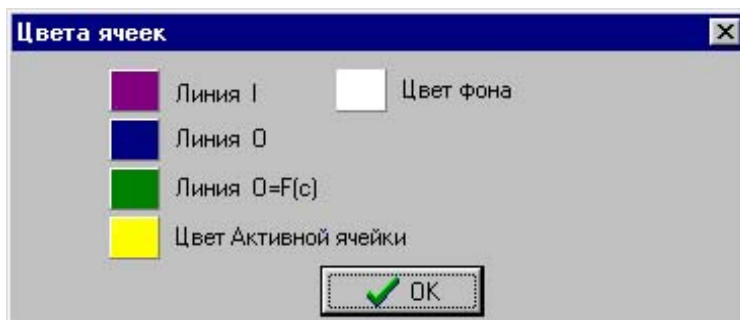 Цвета ячеек
Линия I
Цвет фона
Линия O
Линия O=F(c)
Цвет Активной ячейки
OK